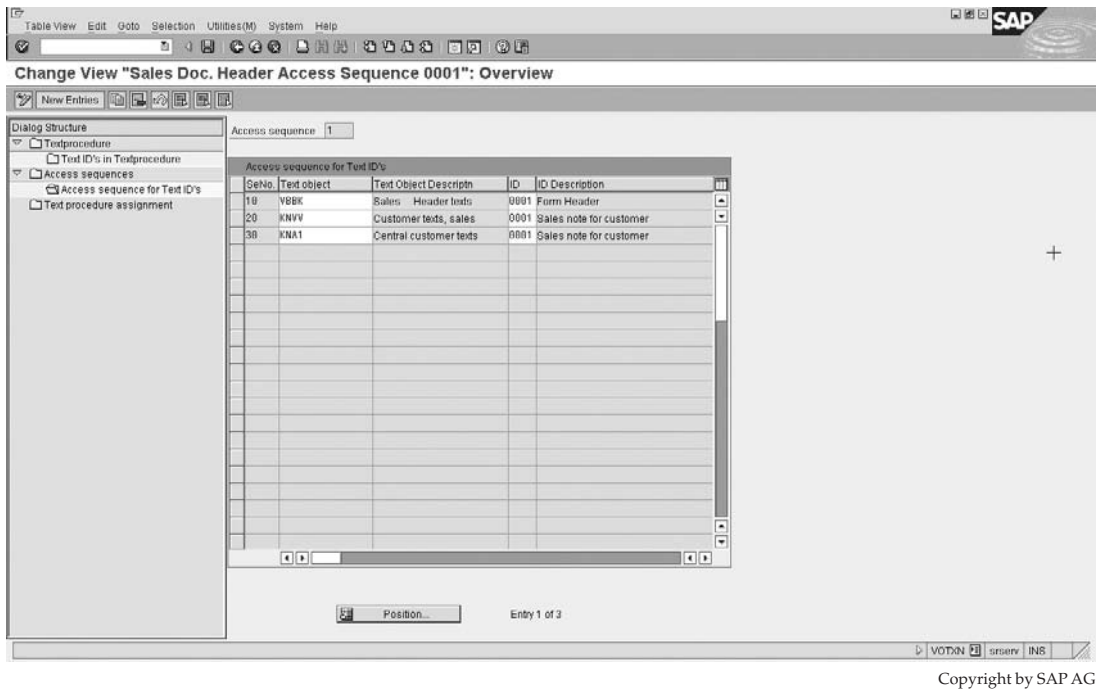 Table View Edit Goto Selection Utilities(M) System Help
SAP
Change View "Sales Doc. Header Access Sequence 0001": Overview
New Entries
Dialog Structure
Textprocedure
Text ID's in Textprocedure
Access sequences
Access sequence for Text ID's
Text procedure assignment
Access sequence 1
Access sequence for Text ID's
SeNo. Text object Text Object Descriptn ID ID Description
10 VBBK Sales Header texts 0001 Form Header
20 KNVV Customer texts, sales 0001 Sales note for customer
30 KNA1 Central customer texts 0001 Sales note for customer
Position...
Entry 1 of 3
VOTXN srserv INS
Copyright by SAP AG